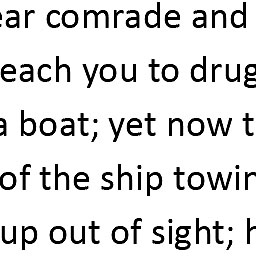 ear comrade and
each you to drug
a boat; yet now t
of the ship towin
up out of sight; h